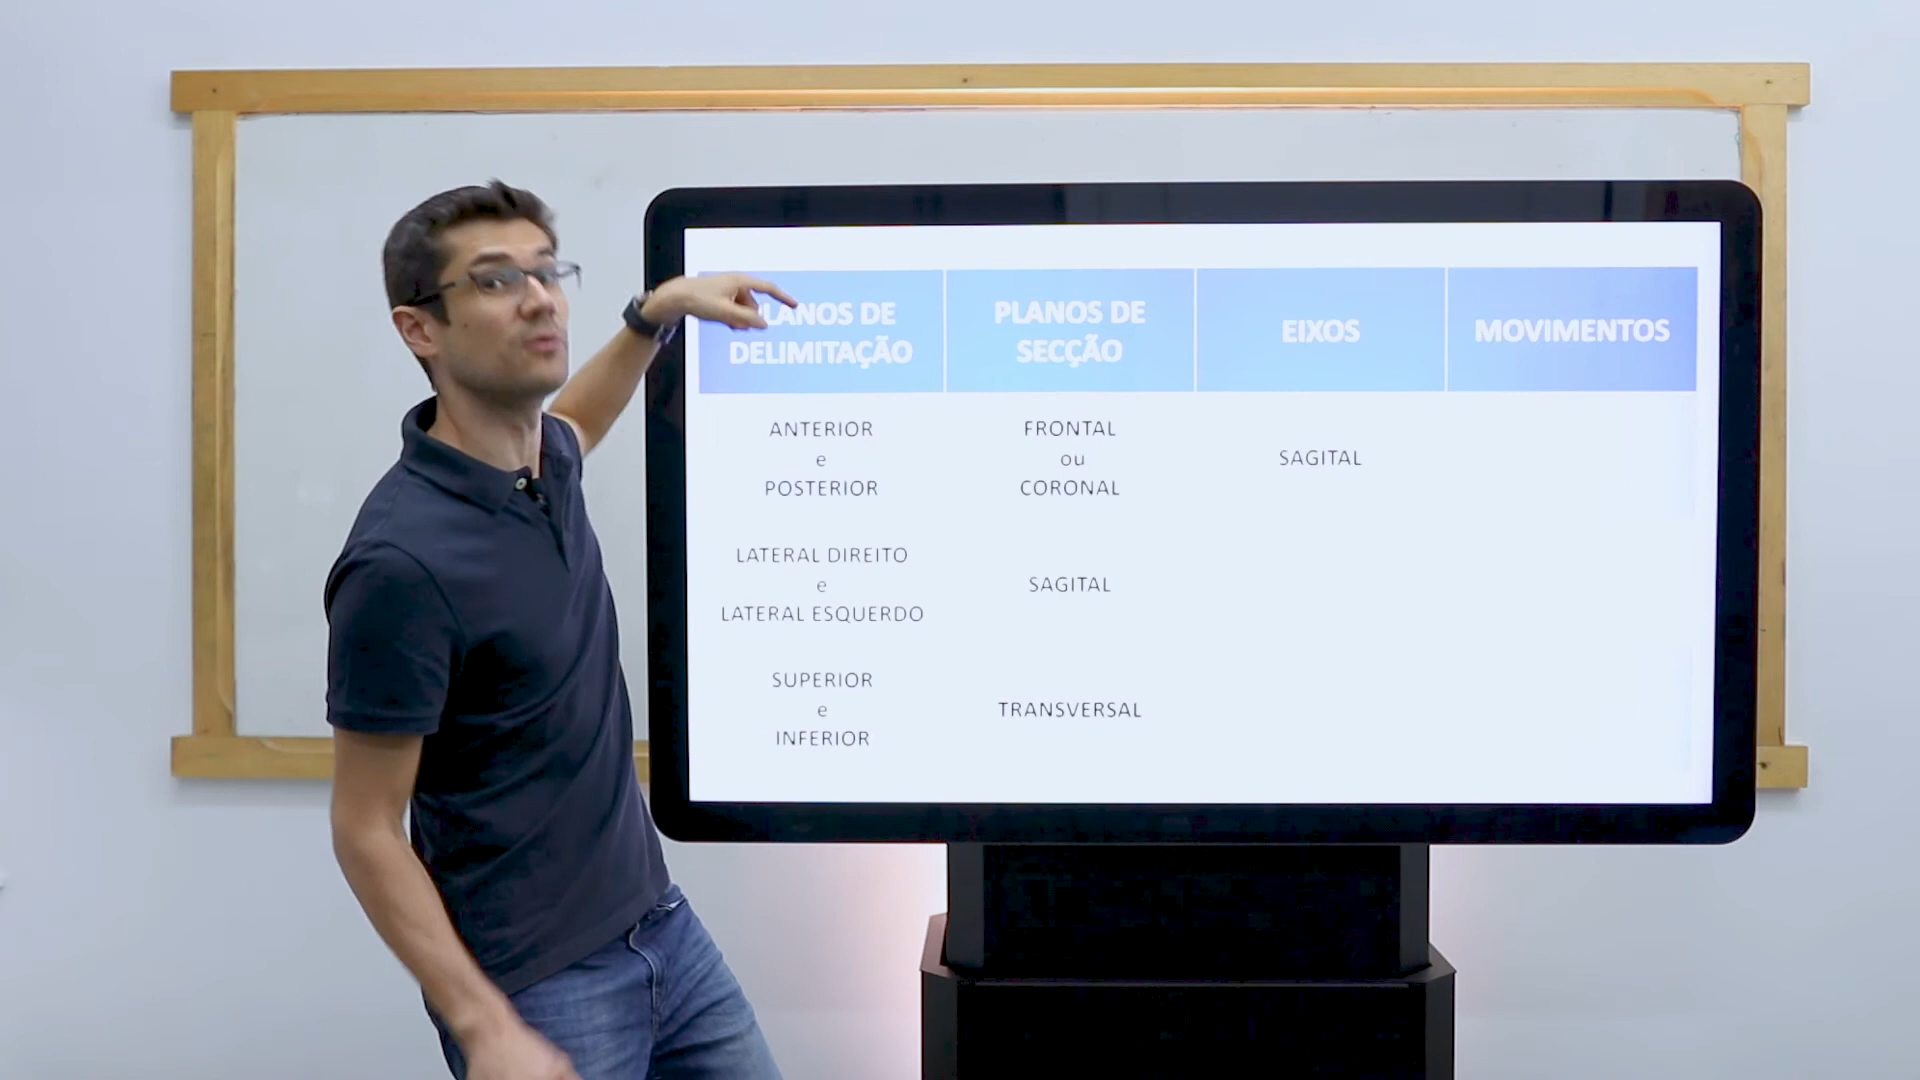 PLANOS DE
DELIMITAÇÃO
PLANOS DE
SECÇÃO
EIXOS
MOVIMENTOS
ANTERIOR
e
POSTERIOR
FRONTAL
ou
CORONAL
SAGITAL
LATERAL DIREITO
e
LATERAL ESQUERDO
SAGITAL
SUPERIOR
e
INFERIOR
TRANSVERSAL